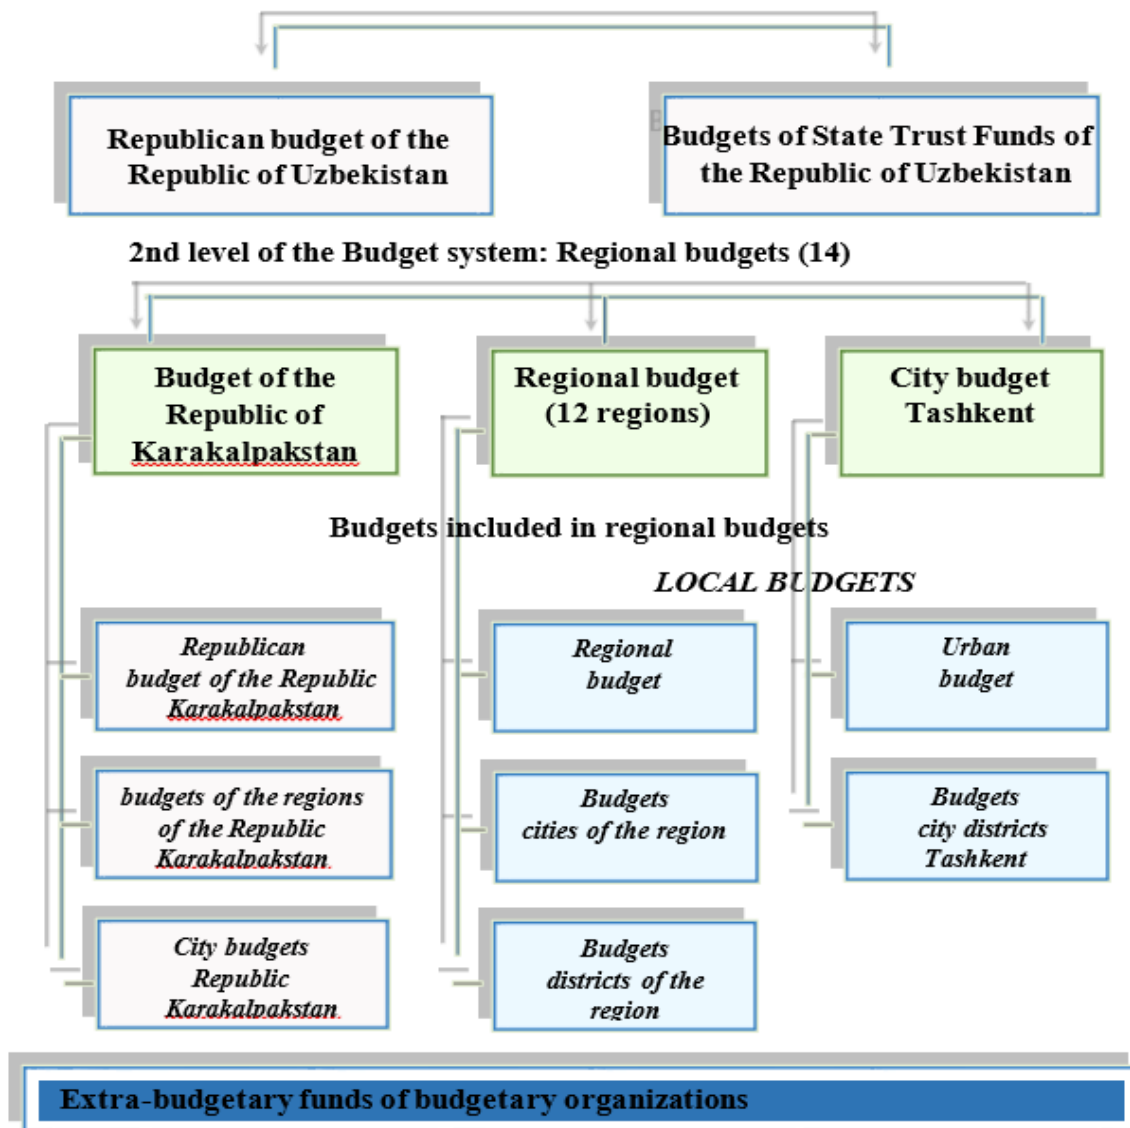 Republican budget of the
Republic of Uzbekistan
Budgets of State Trust Funds of
the Republic of Uzbekistan
2nd level of the Budget system: Regional budgets (14)
Budget of the
Republic of
Karakalpakstan
Regional budget
(12 regions)
City budget
Tashkent
Budgets included in regional budgets
LOCAL BUDGETS
Republican
budget of the Republic
Karakalpakstan
Regional
budget
Urban
budget
budgets of the regions
of the Republic
Karakalpakstan
Budgets
cities of the region
Budgets
city districts
Tashkent
City budgets
Republic
Karakalpakstan
Budgets
districts of the
region
Extra-budgetary funds of budgetary organizations